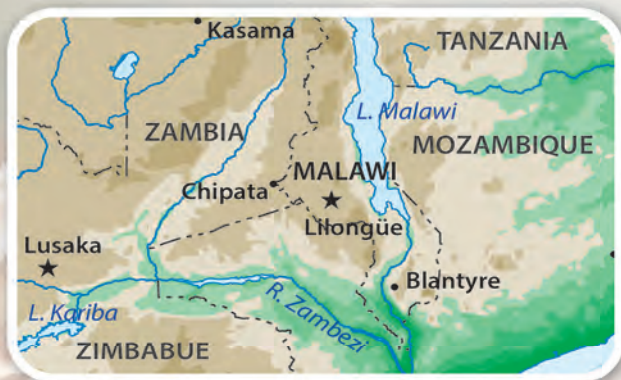 Kasama
TANZANIA
L. Malawi
ZAMBIA
MOZAMBIQUE
MALAWI
Chipata
Lilongüe
Lusaka
Blantyre
R. Zambezi
L. Kariba
ZIMBABUE